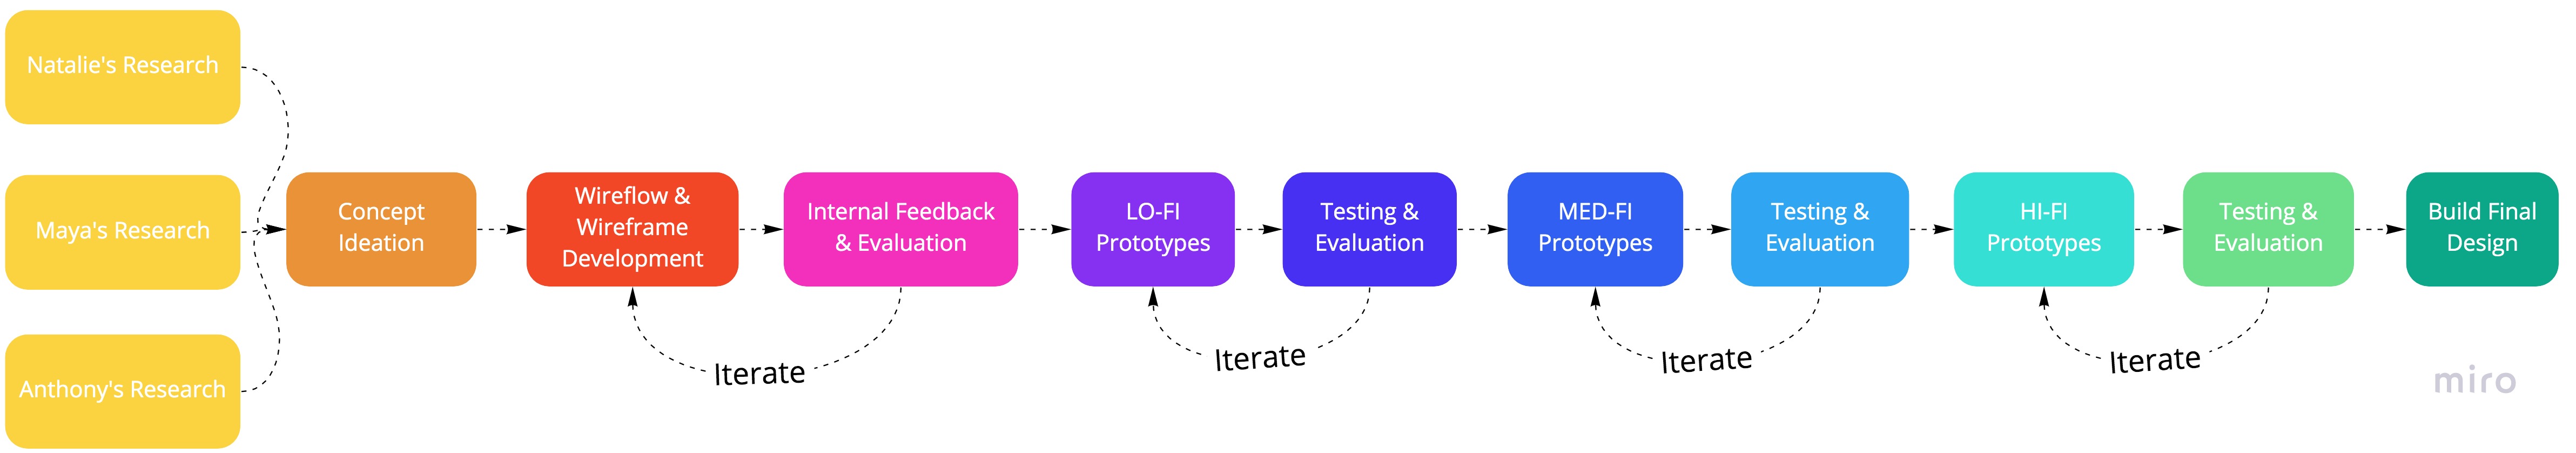 Natalie's Research
Maya's Research
Anthony's Research
Concept
Ideation
Wireflow &
Wireframe
Development
Internal Feedback
& Evaluation
LO-FI
Prototypes
Testing &
Evaluation
MED-FI
Prototypes
Testing &
Evaluation
HI-FI
Prototypes
Testing &
Evaluation
Build Final
Design
Iterate
Iterate
Iterate
Iterate
miro